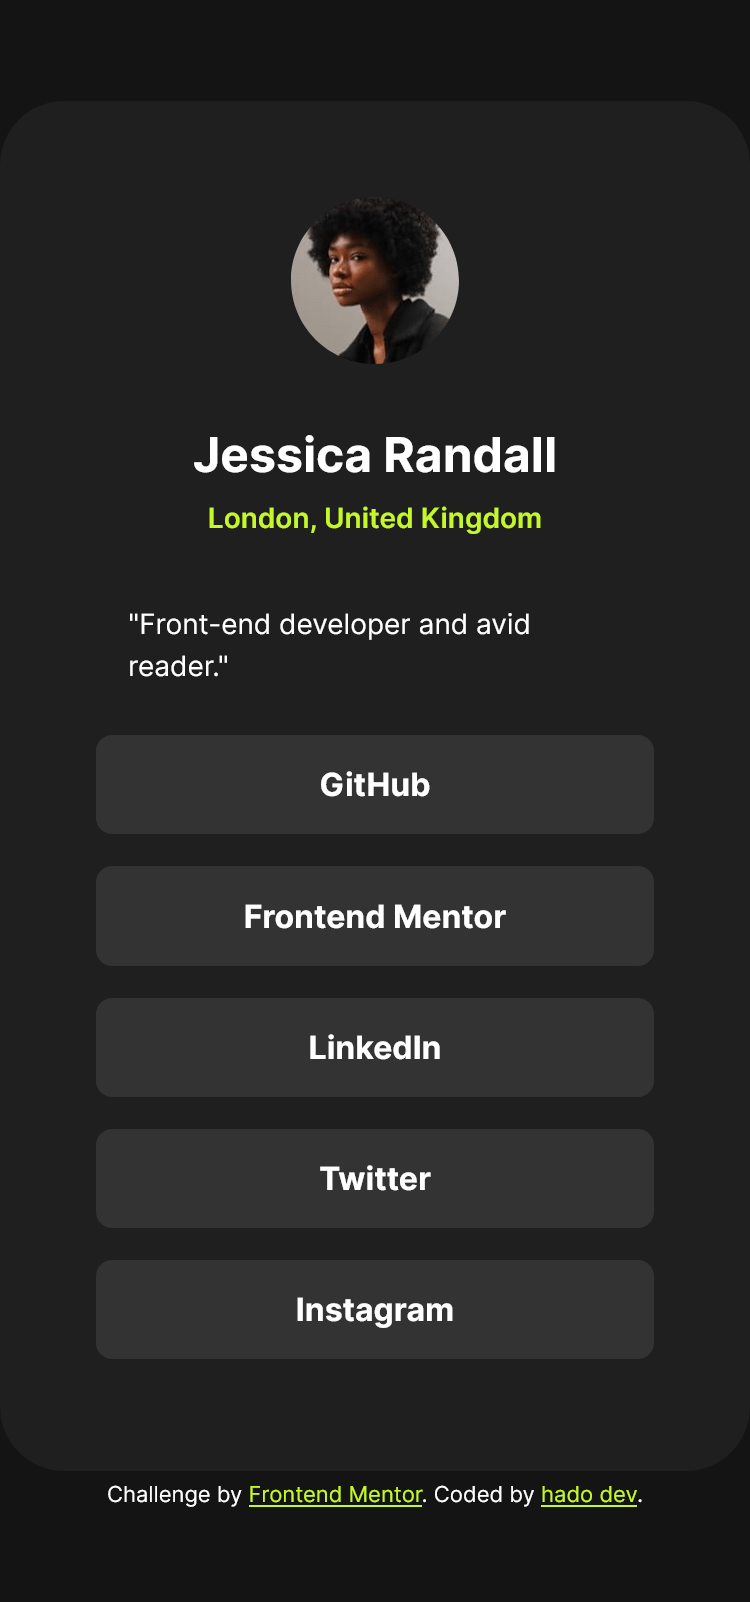 Jessica Randall
London, United Kingdom
"Front-end developer and avid
reader."
GitHub
Frontend Mentor
LinkedIn
Twitter
Instagram
Challenge by Frontend Mentor. Coded by hado dev.